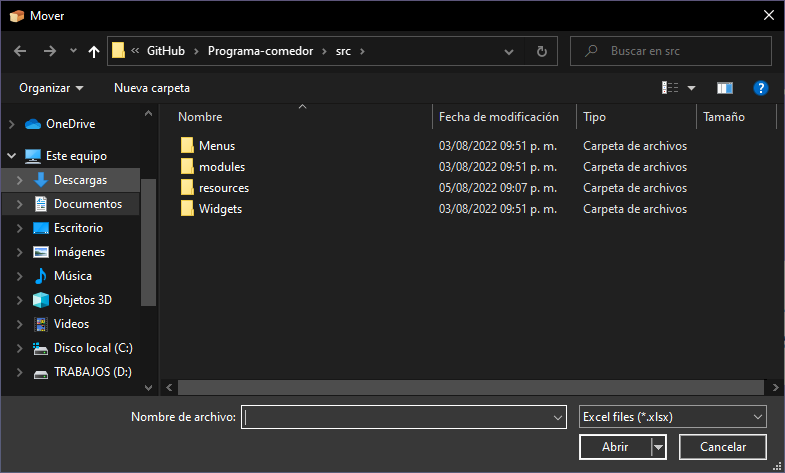 Mover
« GitHub › Programa-comedor › src ›
Buscar en src
Organizar
Nueva carpeta
Nombre
Fecha de modificación
Tipo
Tamaño
OneDrive
Este equipo
Descargas
Documentos
Escritorio
Imágenes
Música
Objetos 3D
Videos
Disco local (C:)
TRABAJOS (D:)
Menus 03/08/2022 09:51 p. m. Carpeta de archivos
modules 03/08/2022 09:51 p. m. Carpeta de archivos
resources 05/08/2022 09:07 p. m. Carpeta de archivos
Widgets 03/08/2022 09:51 p. m. Carpeta de archivos
Nombre de archivo:
Excel files (*.xlsx)
Abrir
Cancelar